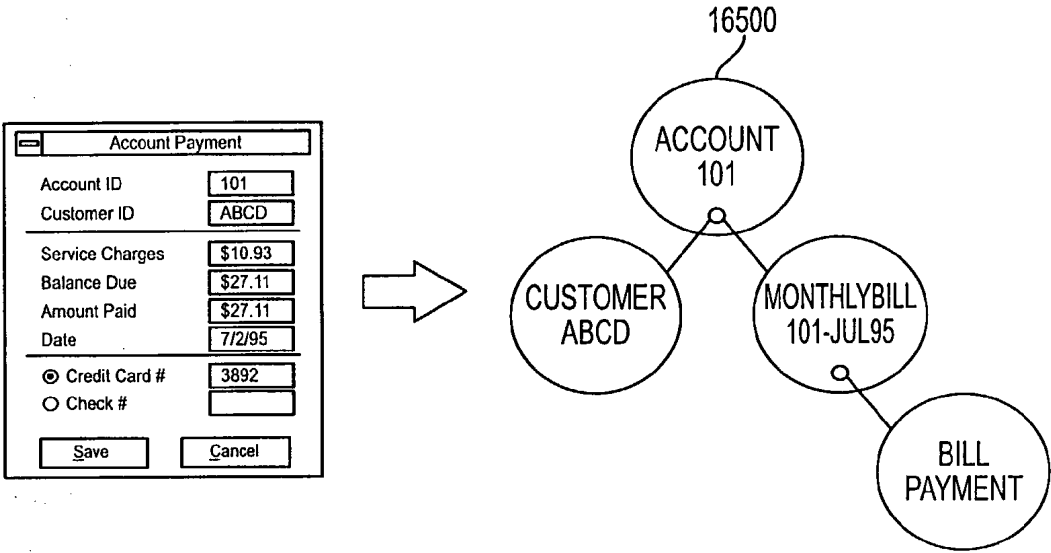 16500
Account Payment
Account ID 101
Customer ID ABCD
Service Charges $10.93
Balance Due $27.11
Amount Paid $27.11
Date 7/2/95
Credit Card # 3892
Check #
Save Cancel
ACCOUNT
101
CUSTOMER
ABCD
MONTHLYBILL
101-JUL95
BILL
PAYMENT